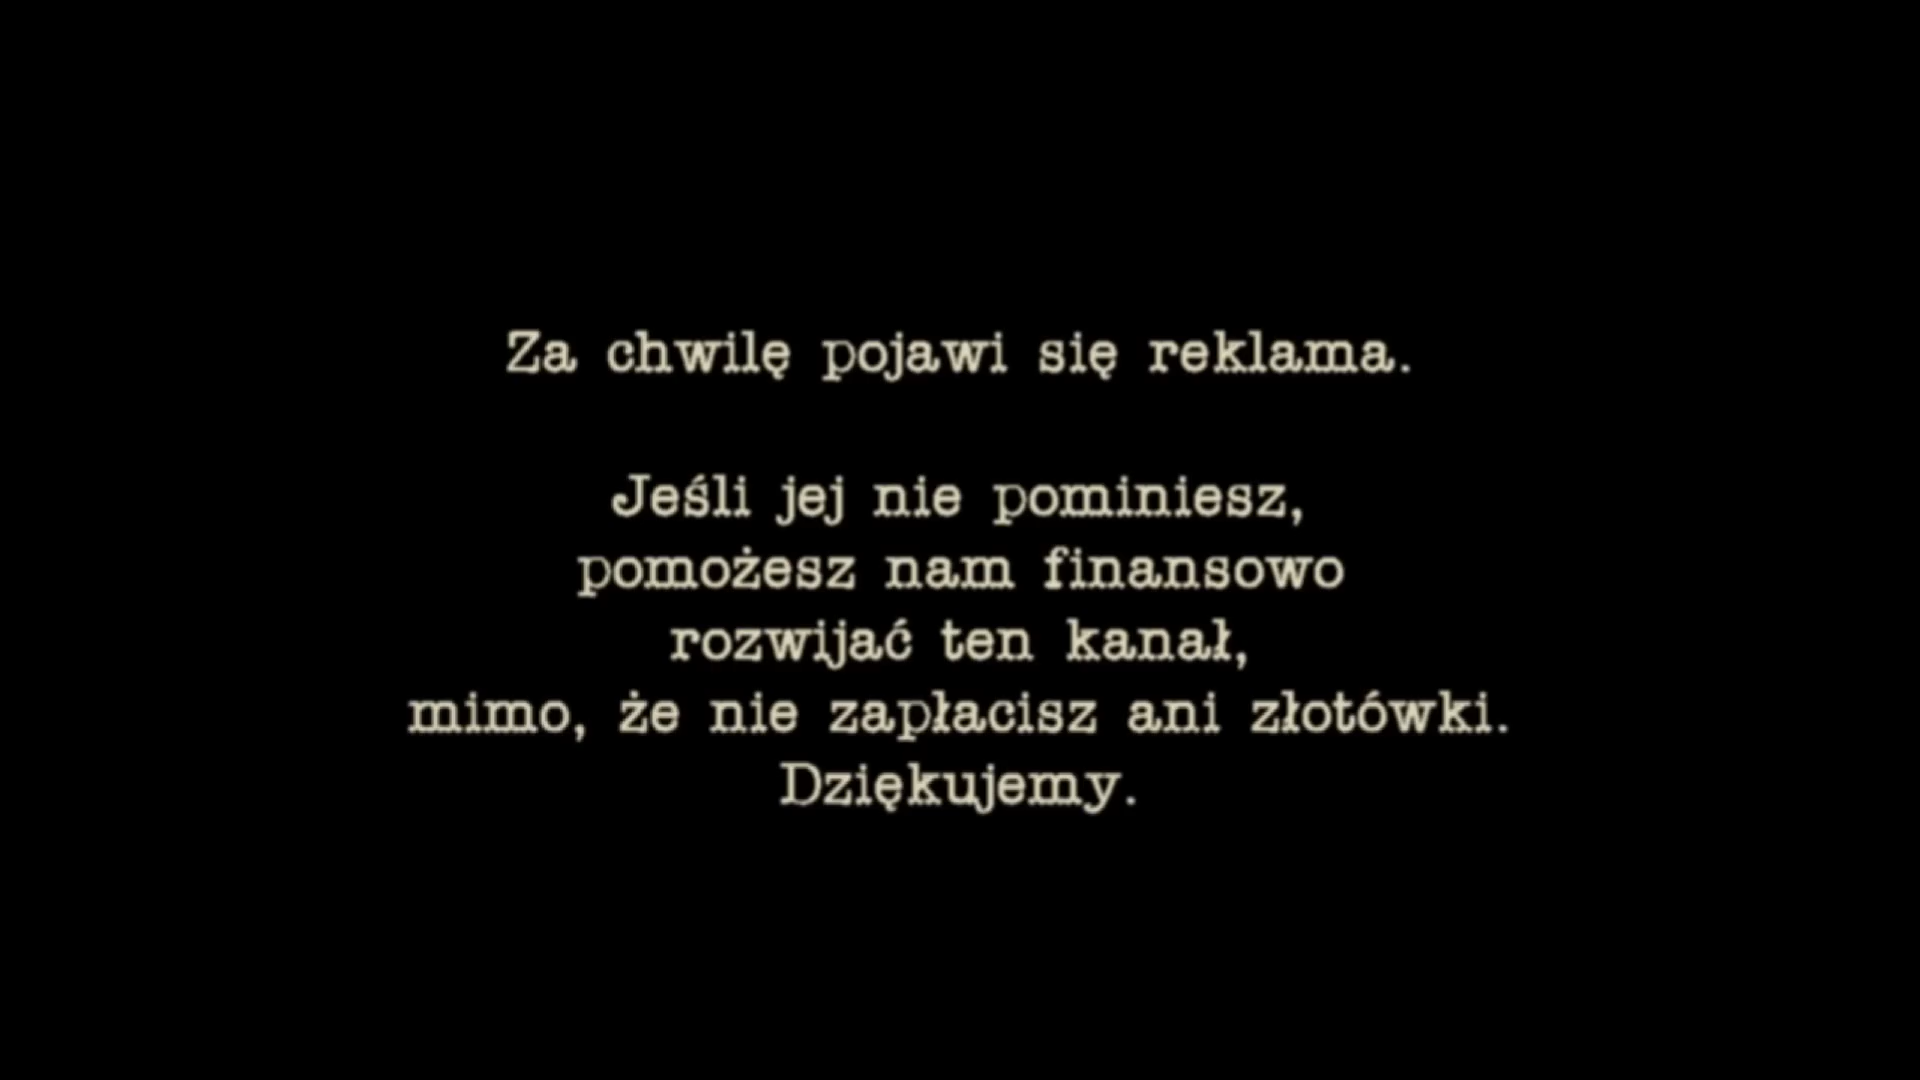 Za chwilę pojawi się reklama.
Jeśli jej nie pominiesz,
pomożesz nam finansowo
rozwijać ten kanał,
mimo, że nie zapłacisz ani złotówki.
Dziękujemy.